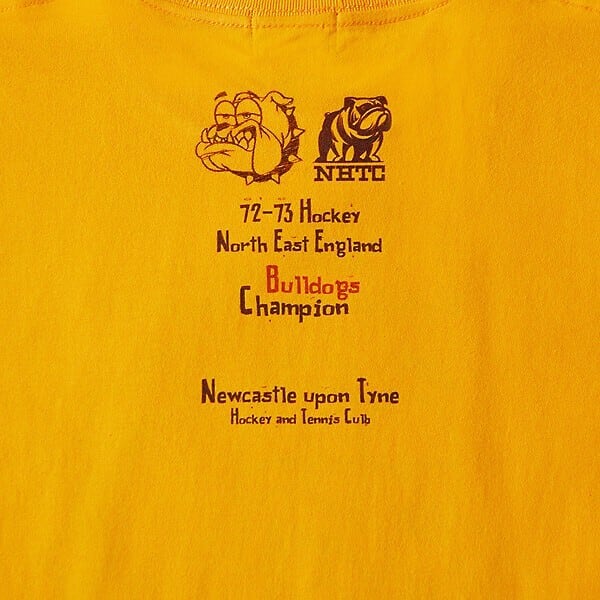 NHTC
72-73 Hockey
North East England
Bulldogs
Champion
Newcastle upon Tyne
Hockey and Tennis Culb